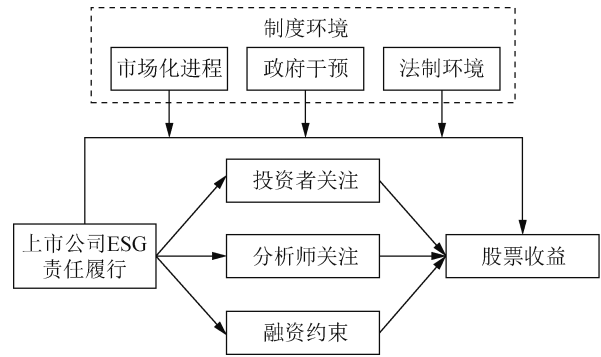 制度环境
市场化进程
政府干预
法制环境
投资者关注
上市公司ESG
责任履行
分析师关注
股票收益
融资约束